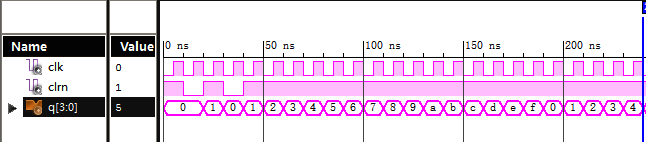 Name Value 0 ns 50 ns 100 ns 150 ns 200 ns
clk 0
clrn 1
q[3:0] 5 0 1 0 1 2 3 4 5 6 7 8 9 a b c d e f 0 1 2 3 4